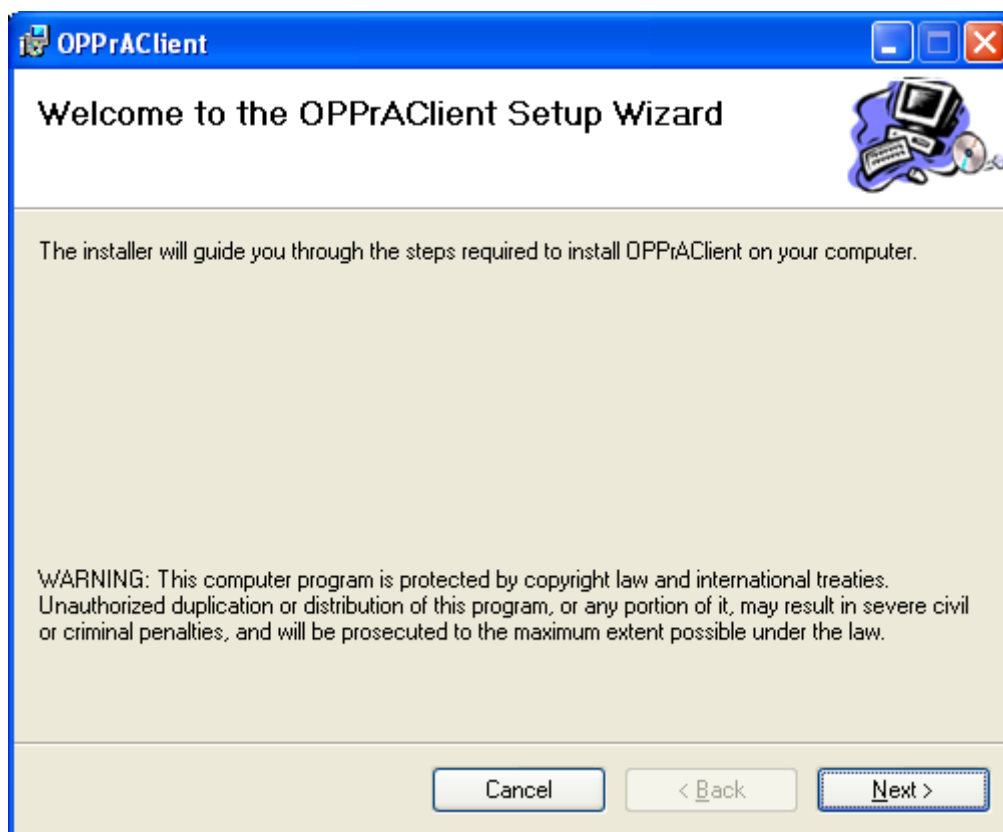 OPPrAClient
Welcome to the OPPrAClient Setup Wizard
The installer will guide you through the steps required to install OPPrAClient on your computer.
WARNING: This computer program is protected by copyright law and international treaties.
Unauthorized duplication or distribution of this program, or any portion of it, may result in severe civil
or criminal penalties, and will be prosecuted to the maximum extent possible under the law.
Cancel
< Back
Next >